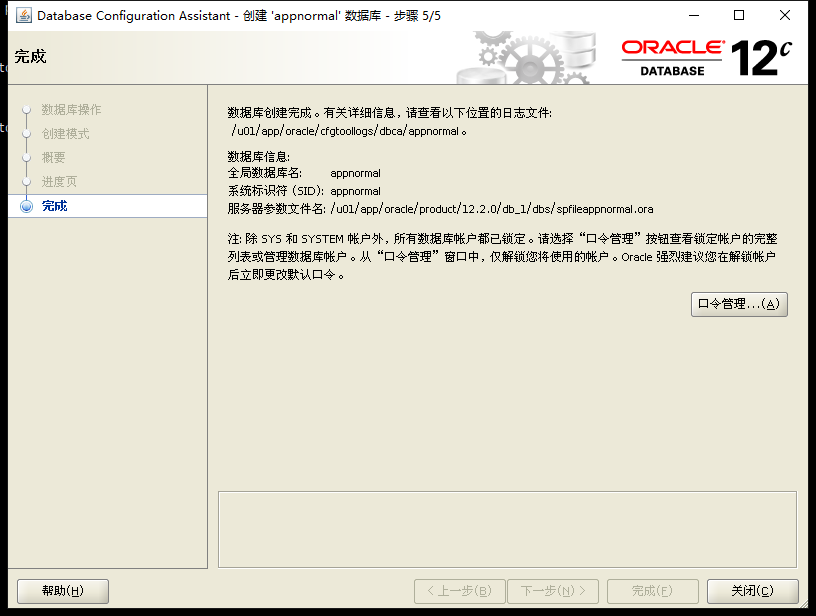 Database Configuration Assistant - 创建 'appnormal' 数据库 - 步骤 5/5
完成
ORACLE
DATABASE
12c
数据库操作
创建模式
概要
进度页
完成
数据库创建完成。有关详细信息, 请查看以下位置的日志文件:
/u01/app/oracle/cfgtoollogs/dbca/appnormal。
数据库信息:
全局数据库名: appnormal
系统标识符 (SID): appnormal
服务器参数文件名: /u01/app/oracle/product/12.2.0/db_1/dbs/spfileappnormal.ora
注: 除 SYS 和 SYSTEM 帐户外, 所有数据库帐户都已锁定。请选择“口令管理”按钮查看锁定帐户的完整
列表或管理数据库帐户。从“口令管理”窗口中, 仅解锁您将使用的帐户。Oracle 强烈建议您在解锁帐户
后立即更改默认口令。
口令管理...(A)
帮助(H)
< 上一步(B)
下一步(N) >
完成(F)
关闭(C)